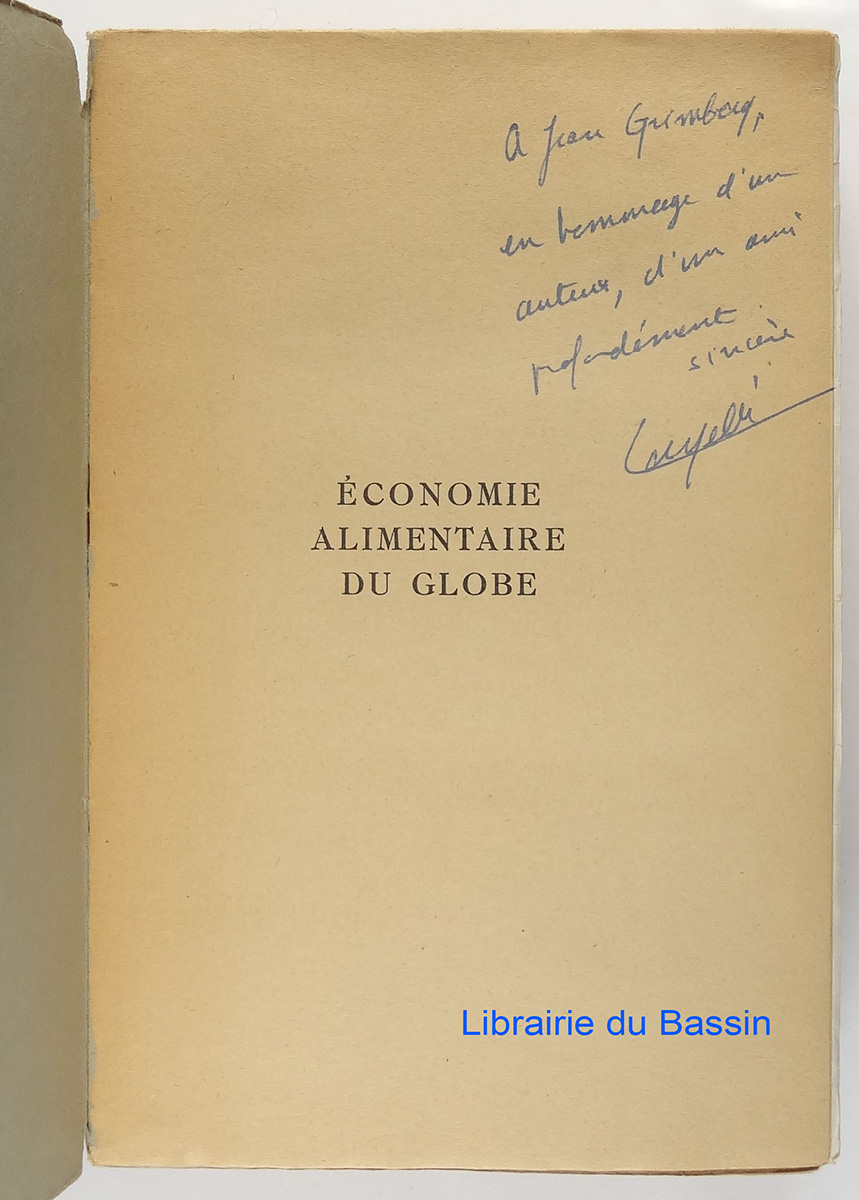 A Jean Grimberg,
en hommage d'un
auteur, d'un ami
profondément
sincère
ÉCONOMIE
ALIMENTAIRE
DU GLOBE
Librairie du Bassin